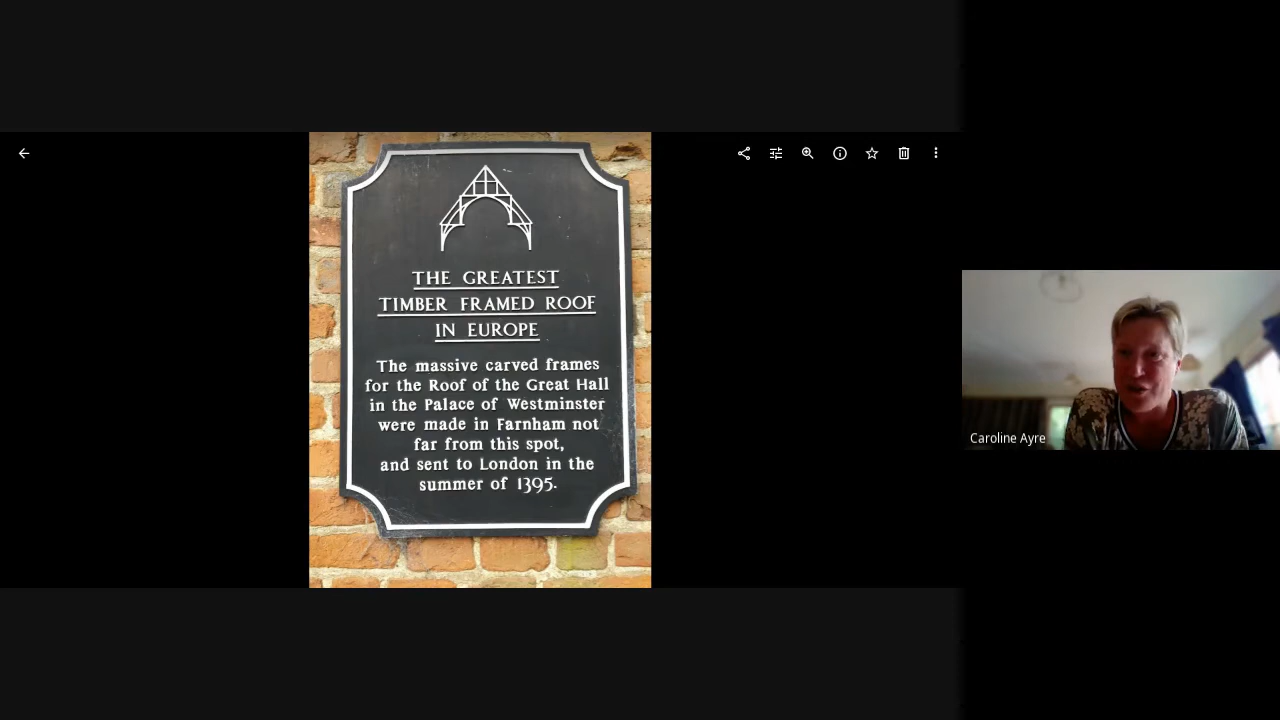 THE GREATEST
TIMBER FRAMED ROOF
IN EUROPE
The massive carved frames
for the Roof of the Great Hall
in the Palace of Westminster
were made in Farnham not
far from this spot,
and sent to London in the
summer of 1395.
Caroline Ayre